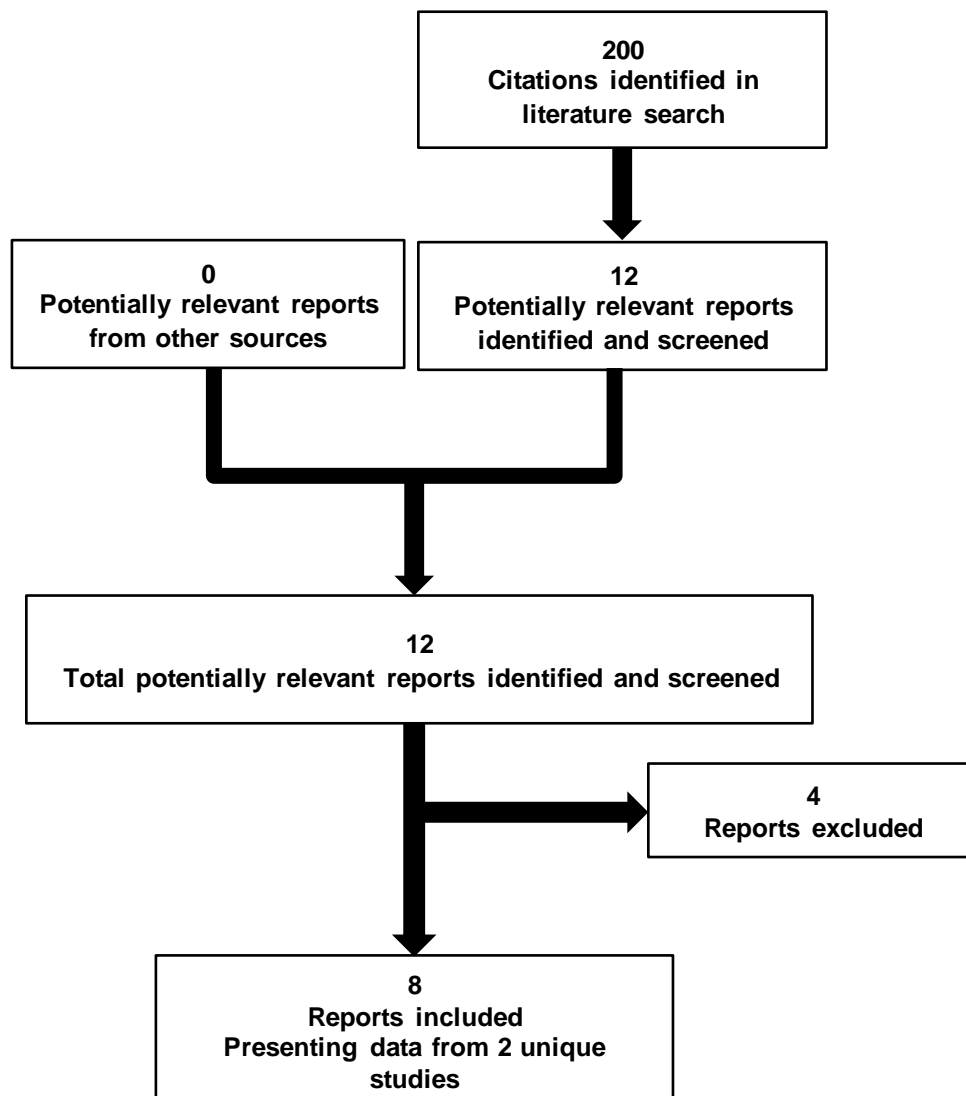 200
Citations identified in
literature search
0
Potentially relevant reports
from other sources
12
Potentially relevant reports
identified and screened
12
Total potentially relevant reports identified and screened
4
Reports excluded
8
Reports included
Presenting data from 2 unique
studies